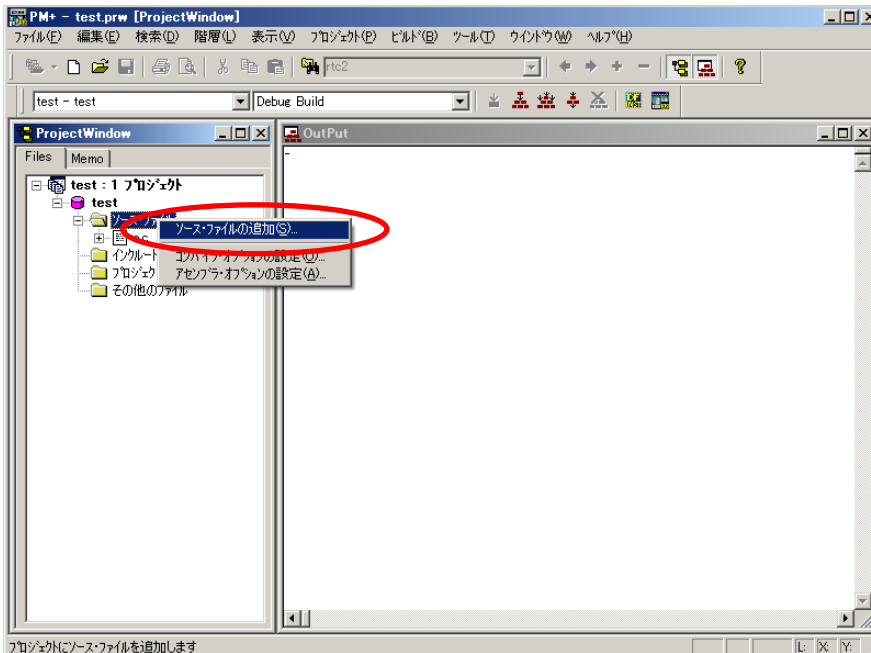 PM+ - test.prw [ProjectWindow]
ファイル(F) 編集(E) 検索(D) 階層(L) 表示(V) プロジェクト(P) ビルド(B) ツール(T) ウインドウ(W) ヘルプ(H)
rtc2
test - test Debug Build
ProjectWindow
Files Memo
test : 1 プロジェクト
test
ソース・ファイルの追加(S)...
コンパイラ・オプションの設定(O)...
アセンブラ・オプションの設定(A)...
その他のファイル
OutPut
プロジェクトにソース・ファイルを追加します
L: X: Y: